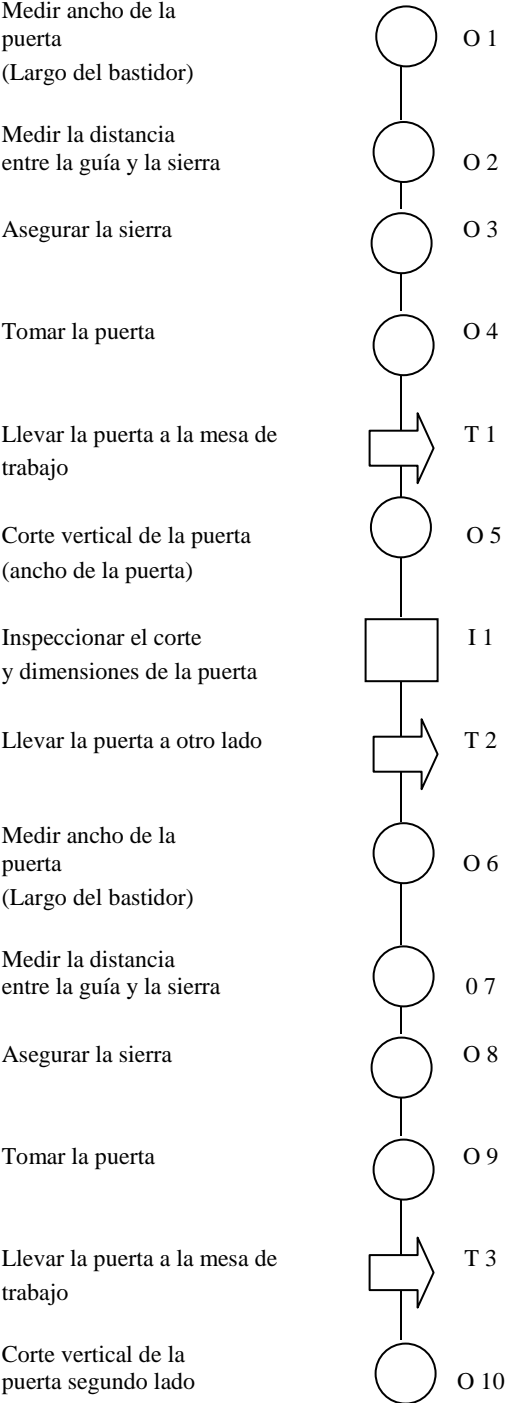 Medir ancho de la
puerta
O 1
(Largo del bastidor)
Medir la distancia
entre la guía y la sierra
O 2
Asegurar la sierra
O 3
Tomar la puerta
O 4
Llevar la puerta a la mesa de
T 1
trabajo
Corte vertical de la puerta
O 5
(ancho de la puerta)
Inspeccionar el corte
I 1
y dimensiones de la puerta
Llevar la puerta a otro lado
T 2
Medir ancho de la
puerta
O 6
(Largo del bastidor)
Medir la distancia
entre la guía y la sierra
0 7
Asegurar la sierra
O 8
Tomar la puerta
O 9
Llevar la puerta a la mesa de
T 3
trabajo
Corte vertical de la
puerta segundo lado
O 10